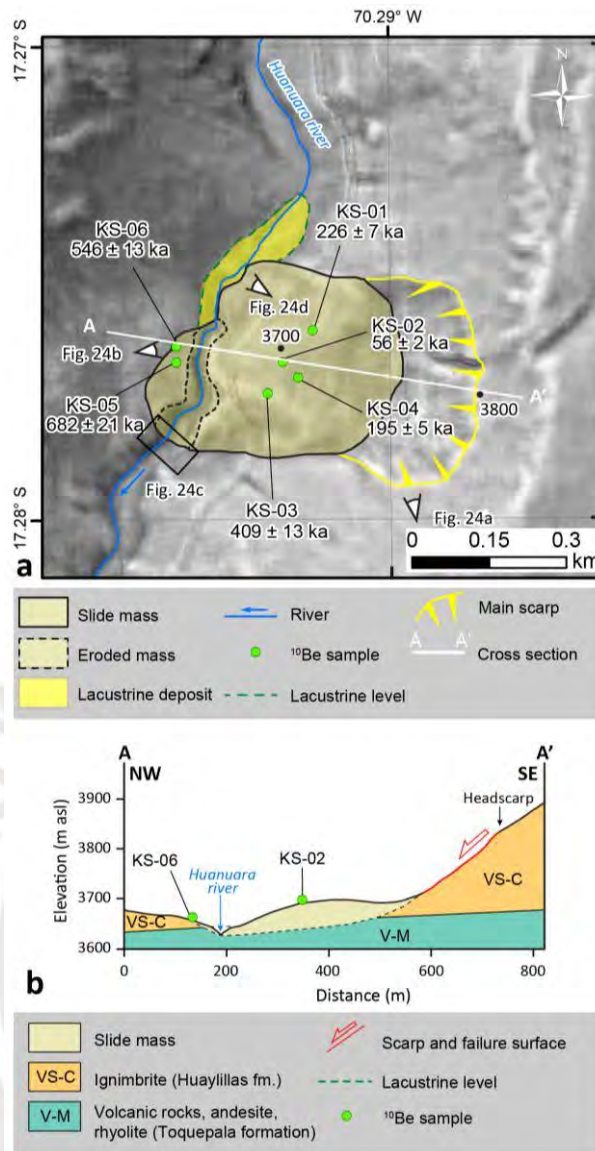 70.29° W
17.27° S
N
Huanuara river
KS-01
226 ± 7 ka
KS-06
546 ± 13 ka
Fig. 24d
KS-02
56 ± 2 ka
A
3700
Fig. 24b
A'
3800
KS-05
682 ± 21 ka
KS-04
195 ± 5 ka
Fig. 24c
KS-03
409 ± 13 ka
Fig. 24a
17.28° S
0 0.15 0.3
km
a
Slide mass
River
Main scarp
Eroded mass
¹⁰Be sample
A A'
Cross section
Lacustrine deposit
Lacustrine level
A A'
NW SE
Elevation (m asl)
3900
3800
3700
3600
Headscarp
KS-06
Huanuara
river
KS-02
VS-C
VS-C
V-M
0 200 400 600 800
Distance (m)
b
Slide mass
Scarp and failure surface
VS-C
Ignimbrite (Huaylillas fm.)
Lacustrine level
V-M
Volcanic rocks, andesite,
rhyolite (Toquepala formation)
¹⁰Be sample